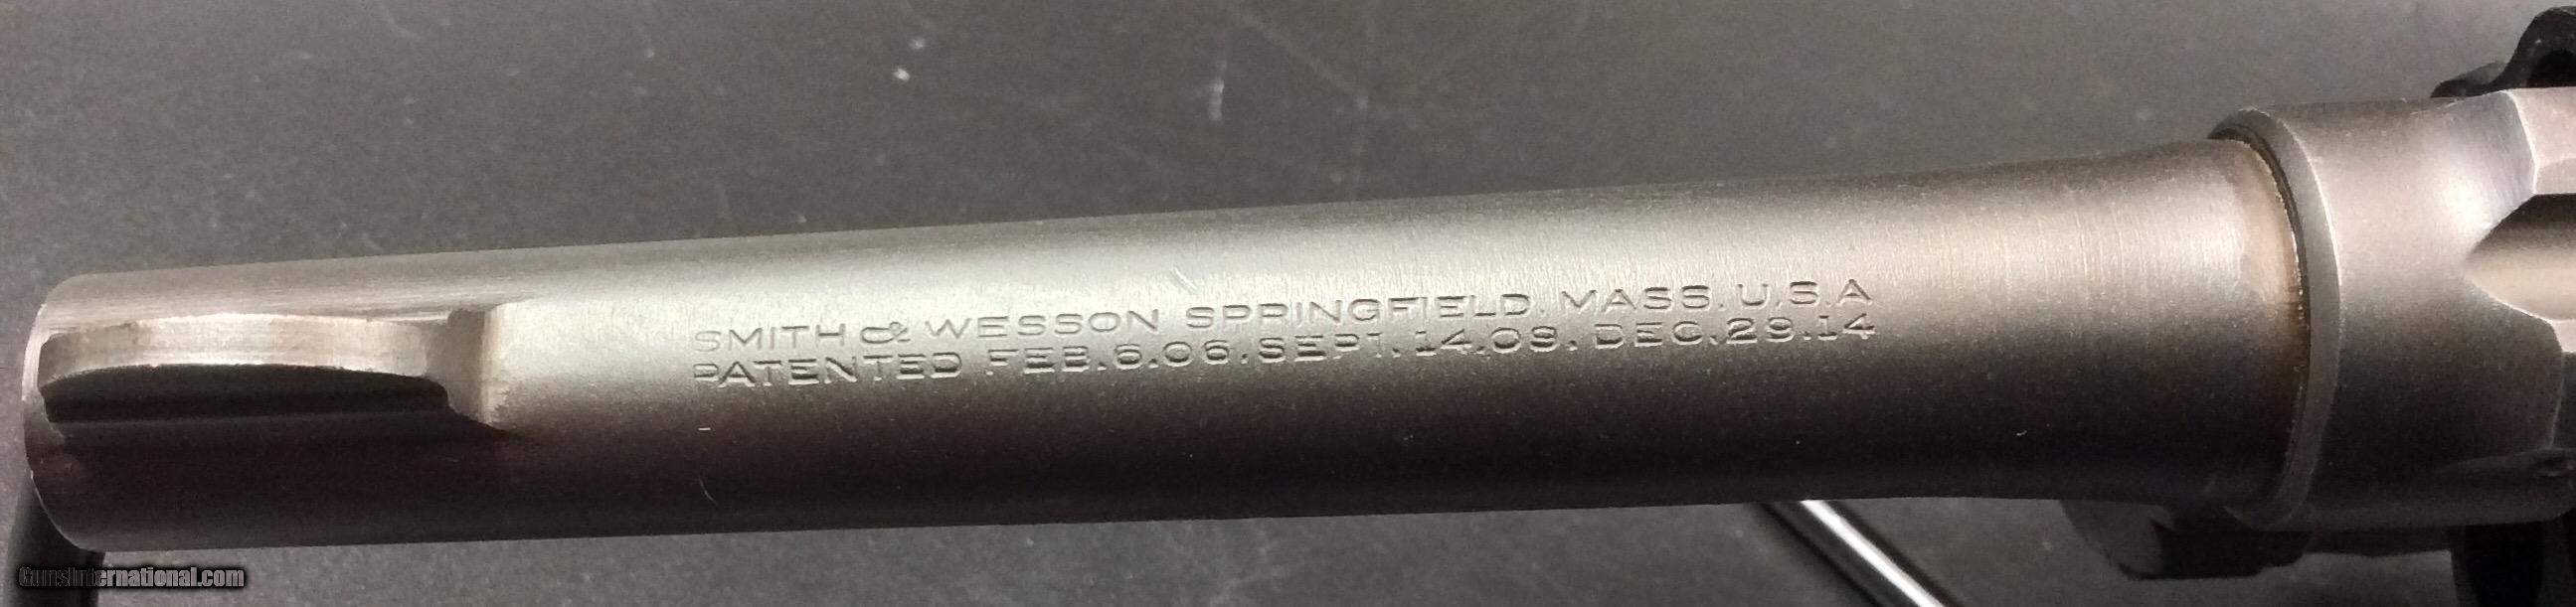 SMITH & WESSON SPRINGFIELD. MASS. U.S.A
PATENTED FEB.6.06.SEPT.14.09. DEC.29.14
GunsInternational.com